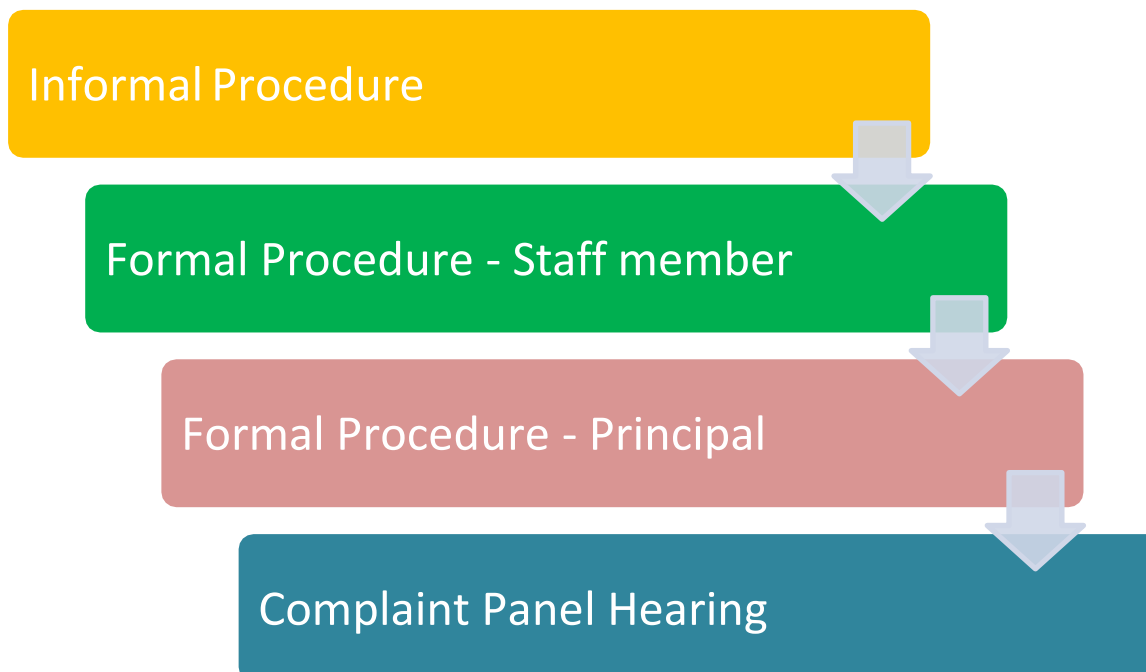 Informal Procedure
Formal Procedure - Staff member
Formal Procedure - Principal
Complaint Panel Hearing